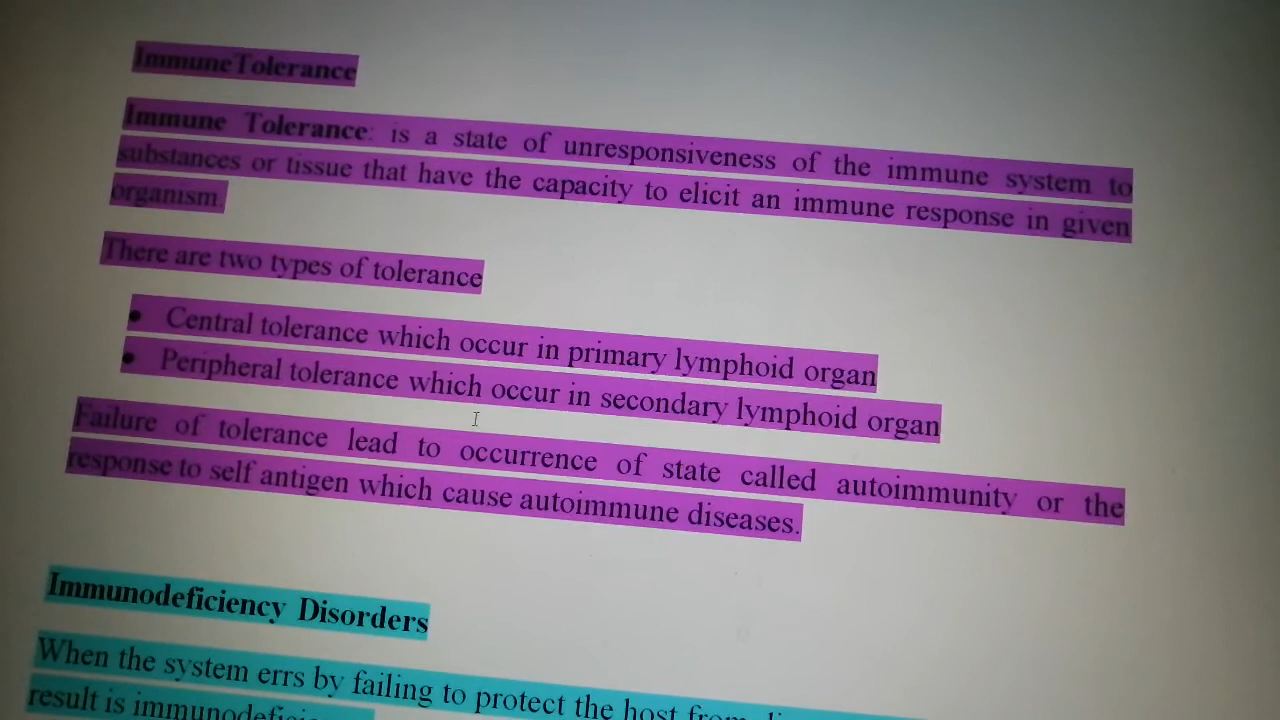 Immune Tolerance
Immune Tolerance: is a state of unresponsiveness of the immune system to
substances or tissue that have the capacity to elicit an immune response in given
organism.
There are two types of tolerance
• Central tolerance which occur in primary lymphoid organ
• Peripheral tolerance which occur in secondary lymphoid organ
Failure of tolerance lead to occurrence of state called autoimmunity or the
response to self antigen which cause autoimmune diseases.
Immunodeficiency Disorders
When the system errs by failing to protect the host from
result is